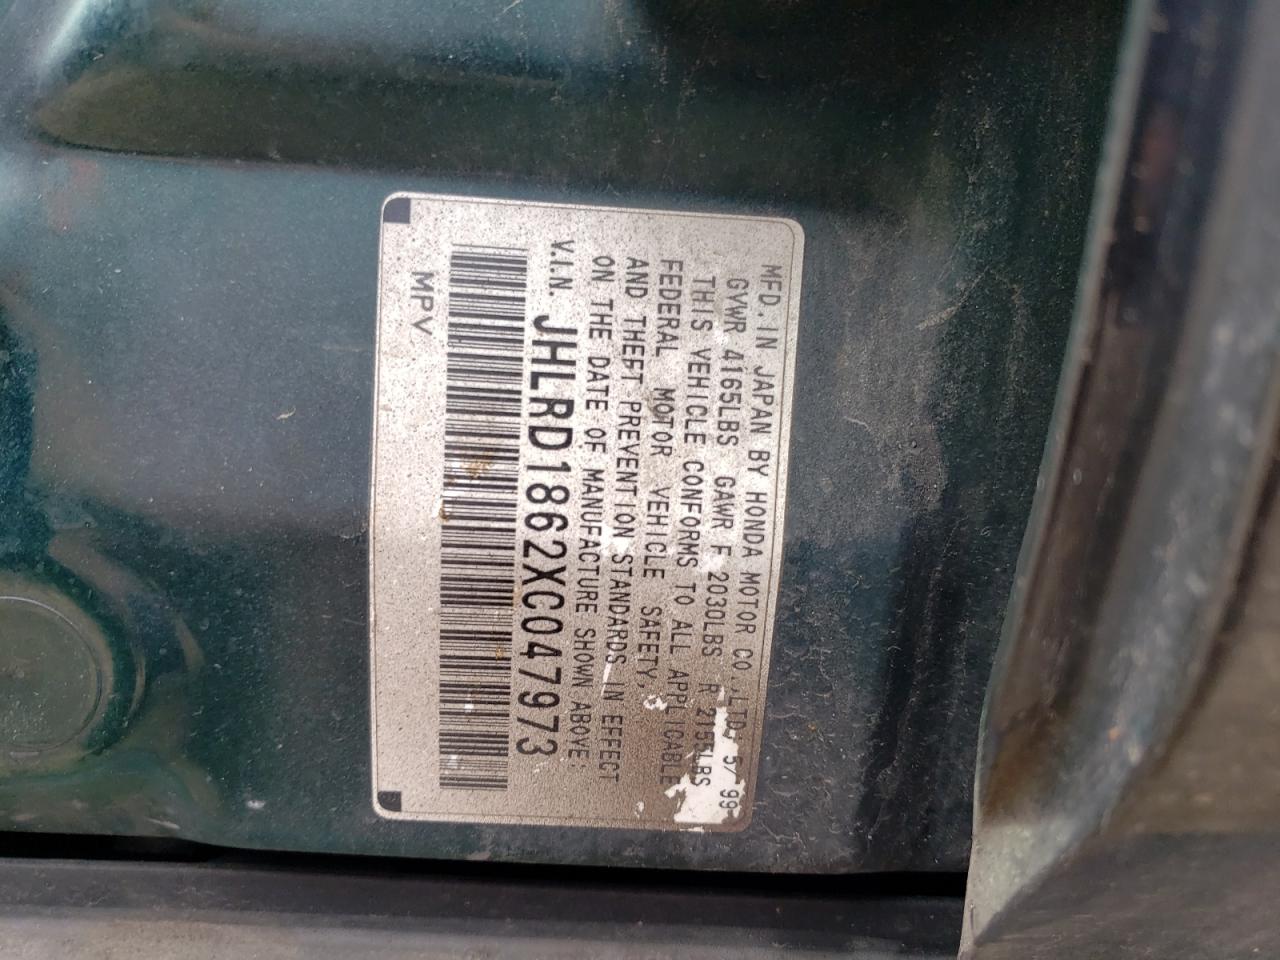 MFD. IN JAPAN BY HONDA MOTOR CO., LTD. 5/ 99
GVWR 4165LBS GAWR F 2030LBS R 2155LBS
THIS VEHICLE CONFORMS TO ALL APPLICABLE
FEDERAL MOTOR VEHICLE SAFETY,
AND THEFT PREVENTION STANDARDS IN EFFECT
ON THE DATE OF MANUFACTURE SHOWN ABOVE;
V.I.N. JHLRD1862XC047973
MPV